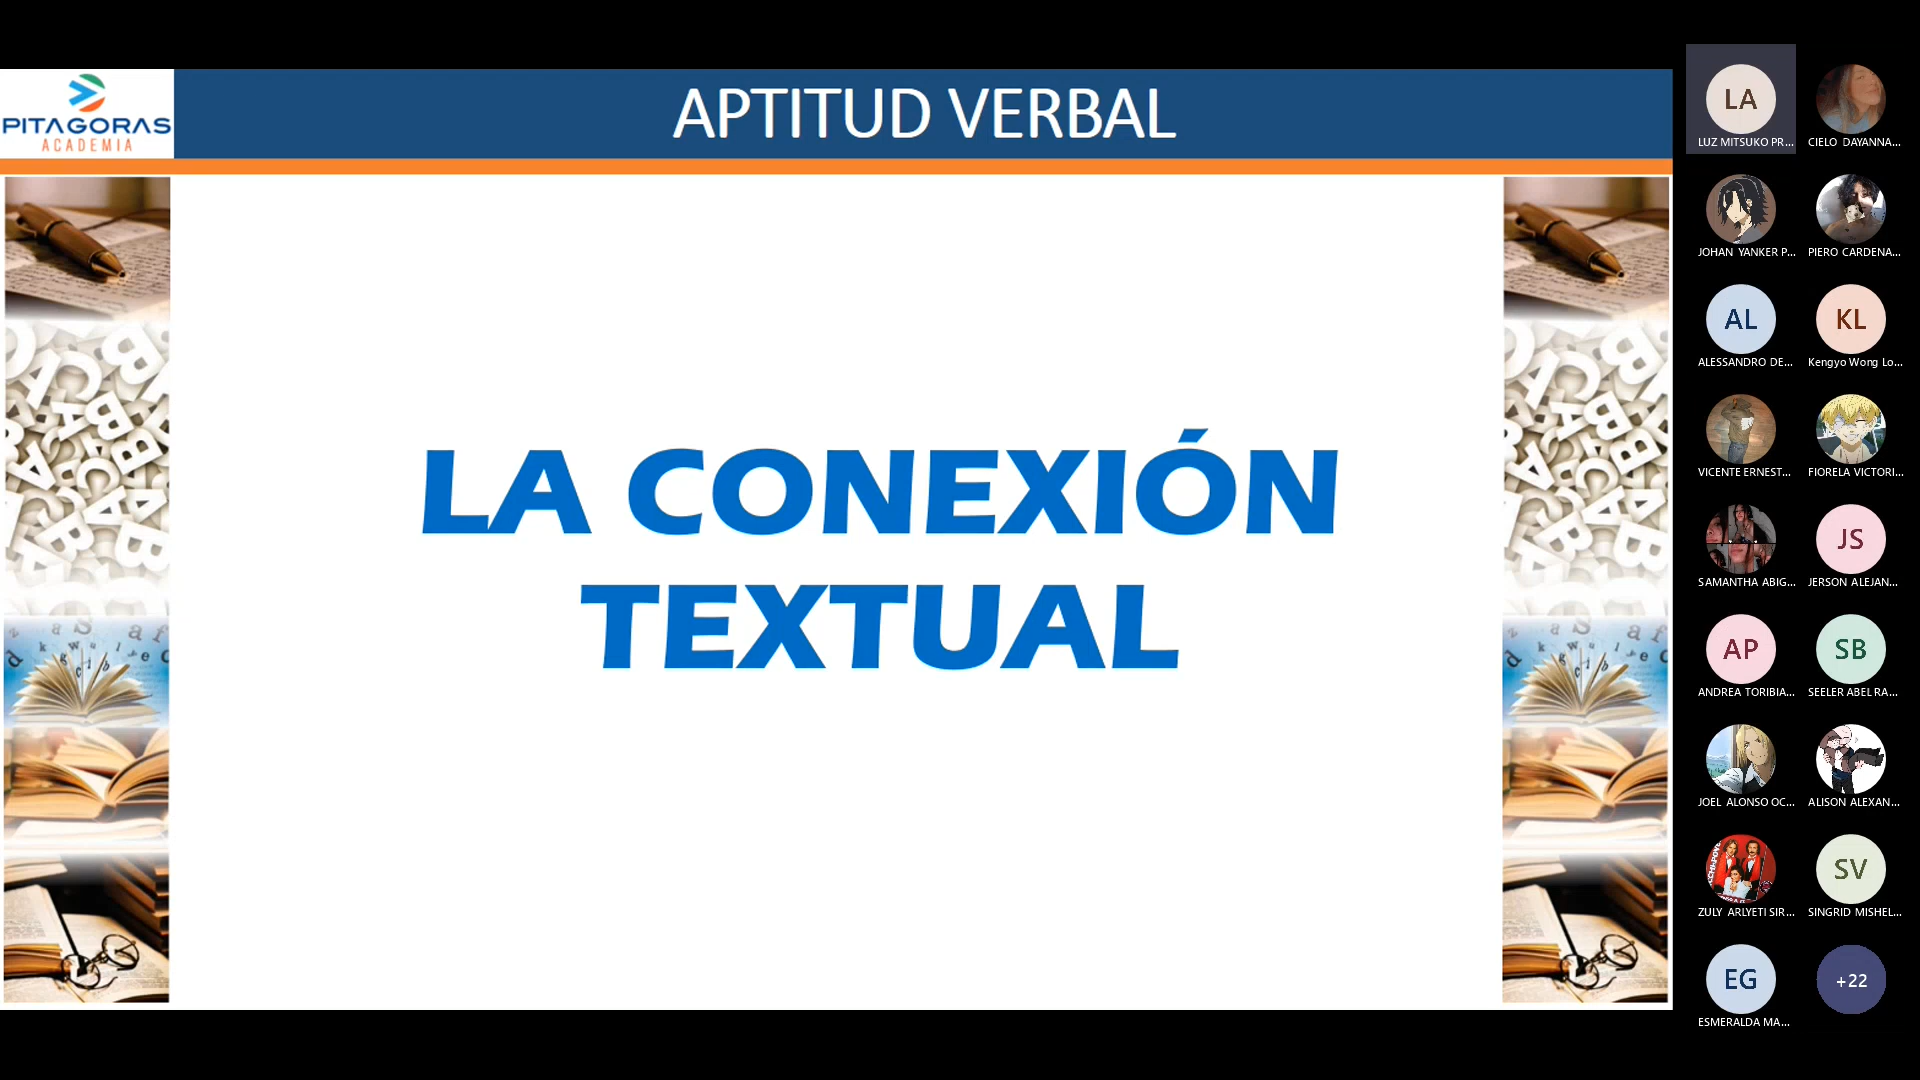 PITAGORAS
ACADEMIA
APTITUD VERBAL
LA CONEXIÓN
TEXTUAL
LA
LUZ MITSUKO PR...
CIELO DAYANNA...
JOHAN YANKER P...
PIERO CARDENA...
AL
ALESSANDRO DE...
KL
Kengyo Wong Lo...
VICENTE ERNEST...
FIORELA VICTORI...
SAMANTHA ABIG...
JS
JERSON ALEJAN...
AP
ANDREA TORIBIA...
SB
SEELER ABEL RA...
JOEL ALONSO OC...
ALISON ALEXAN...
ZULY ARLYETI SIR...
SV
SINGRID MISHEL...
EG
ESMERALDA MA...
+22